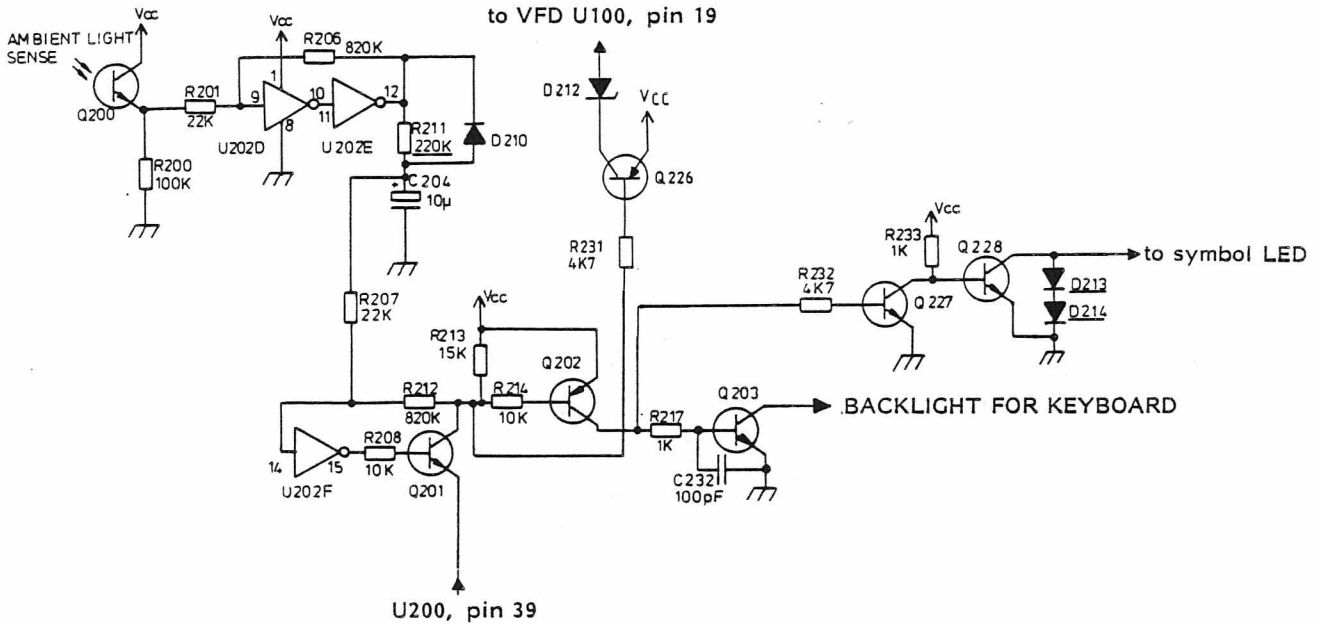 to VFD U100, pin 19
Vcc
Vcc
AMBIENT LIGHT
SENSE
R206
820K
D212
Vcc
1
R201
9
10
12
22K
11
Q200
8
U202D
U202E
R211
220K
D210
R200
100K
+
C204
10µ
Q226
R231
4K7
Vcc
R233
1K
Q228
to symbol LED
R232
4K7
D213
Q227
D214
R207
22K
Vcc
R213
15K
Q202
R212
820K
R214
10K
Q203
BACKLIGHT FOR KEYBOARD
R217
1K
R208
10K
14
15
U202F
Q201
C232
100pF
U200, pin 39